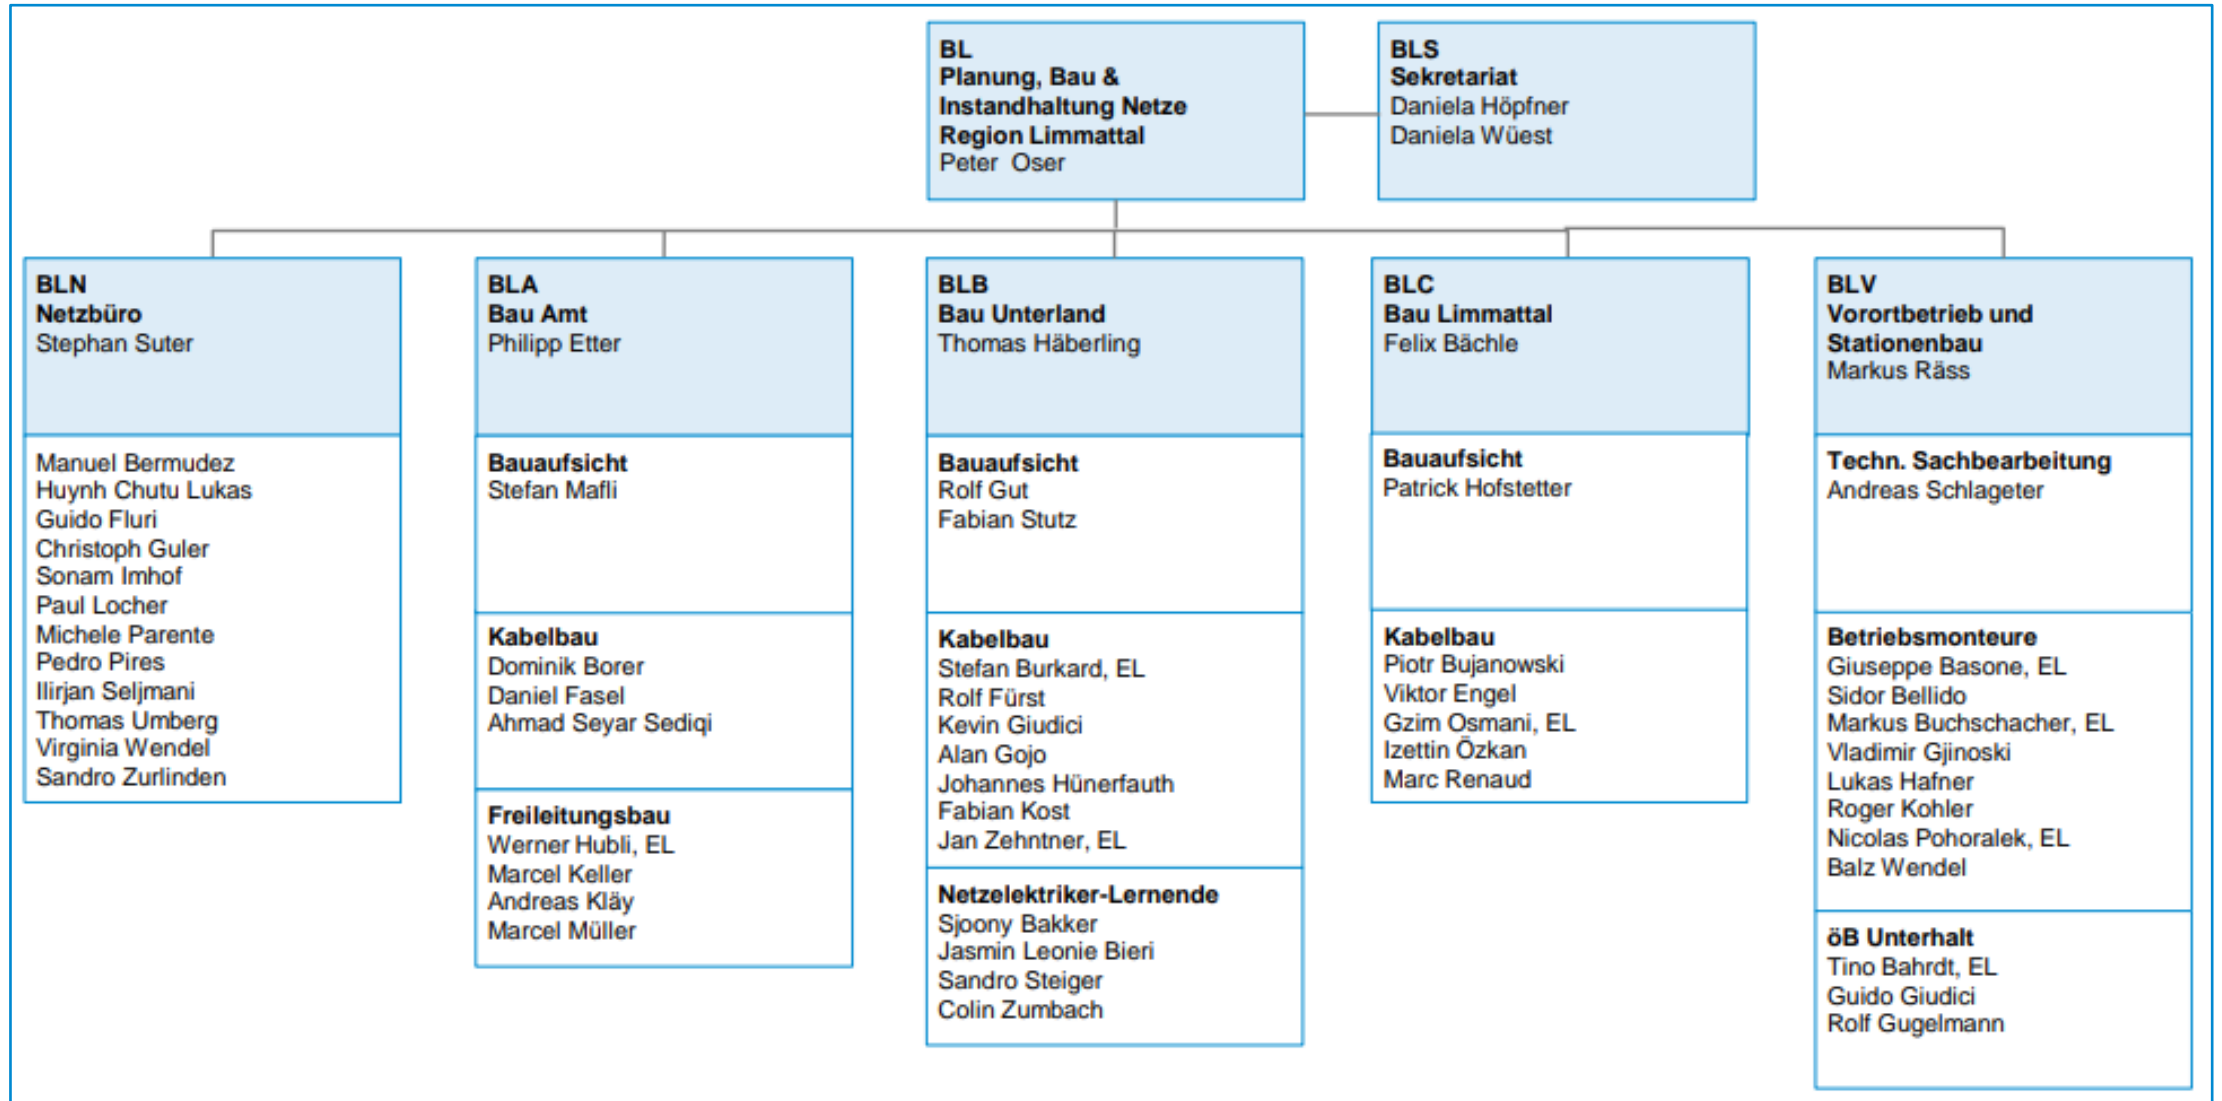 BL
Planung, Bau &
Instandhaltung Netze
Region Limmattal
Peter Oser
BLS
Sekretariat
Daniela Höpfner
Daniela Wüest
BLN
Netzbüro
Stephan Suter
Manuel Bermudez
Huynh Chutu Lukas
Guido Fluri
Christoph Guler
Sonam Imhof
Paul Locher
Michele Parente
Pedro Pires
Ilirjan Seljmani
Thomas Umberg
Virginia Wendel
Sandro Zurlinden
BLA
Bau Amt
Philipp Etter
Bauaufsicht
Stefan Mafli
Kabelbau
Dominik Borer
Daniel Fasel
Ahmad Seyar Sediqi
Freileitungsbau
Werner Hubli, EL
Marcel Keller
Andreas Kläy
Marcel Müller
BLB
Bau Unterland
Thomas Häberling
Bauaufsicht
Rolf Gut
Fabian Stutz
Kabelbau
Stefan Burkard, EL
Rolf Fürst
Kevin Giudici
Alan Gojo
Johannes Hünerfauth
Fabian Kost
Jan Zehntner, EL
Netzelektriker-Lernende
Sjoony Bakker
Jasmin Leonie Bieri
Sandro Steiger
Colin Zumbach
BLC
Bau Limmattal
Felix Bächle
Bauaufsicht
Patrick Hofstetter
Kabelbau
Piotr Bujanowski
Viktor Engel
Gzim Osmani, EL
Izettin Özkan
Marc Renaud
BLV
Vorortbetrieb und
Stationenbau
Markus Räss
Techn. Sachbearbeitung
Andreas Schlageter
Betriebsmonteure
Giuseppe Basone, EL
Sidor Bellido
Markus Buchschacher, EL
Vladimir Gjinoski
Lukas Hafner
Roger Kohler
Nicolas Pohoralek, EL
Balz Wendel
öB Unterhalt
Tino Bahrdt, EL
Guido Giudici
Rolf Gugelmann